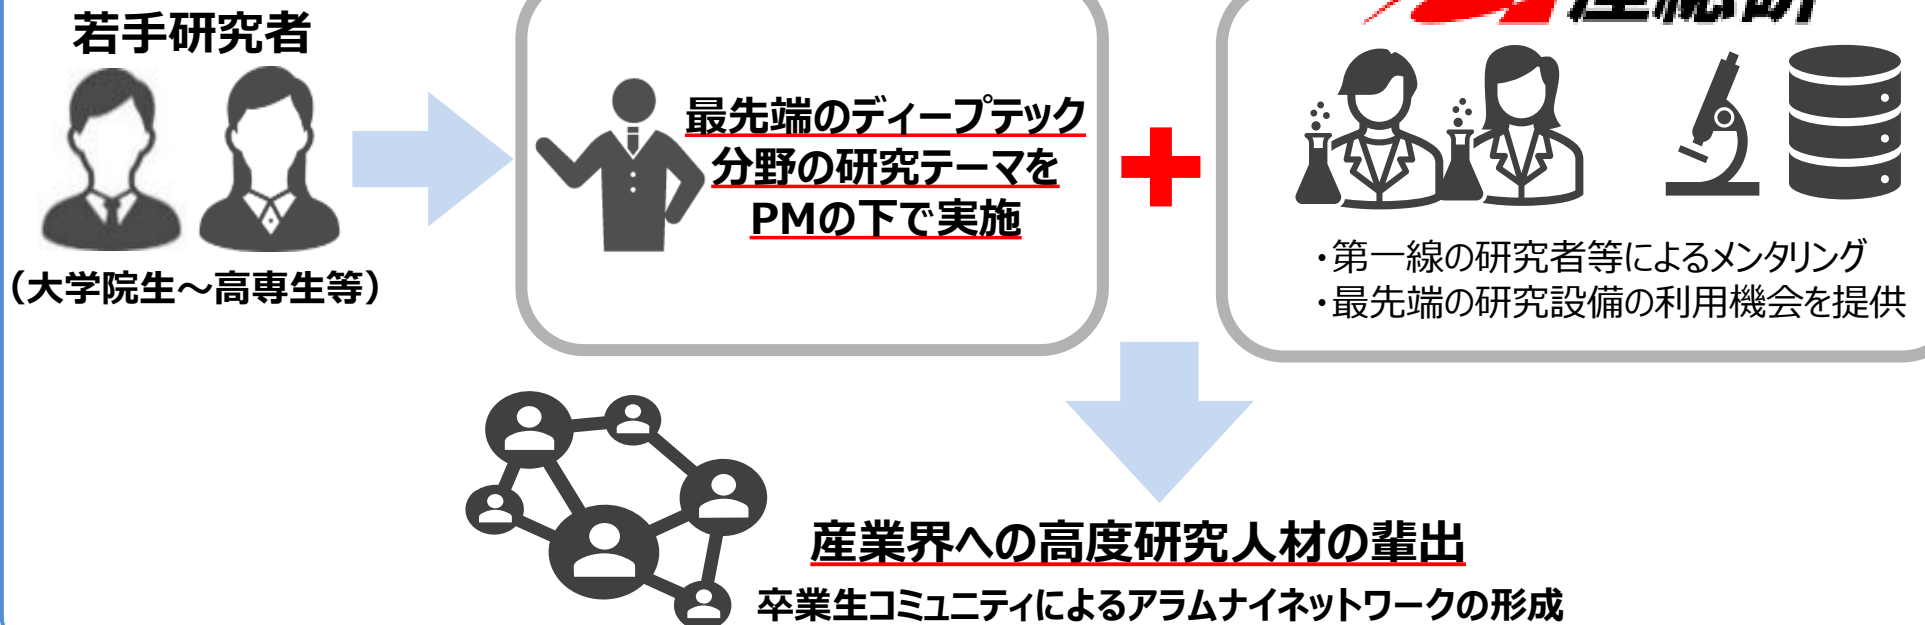 産総研
若手研究者
（大学院生～高専生等）
最先端のディープテック
分野の研究テーマを
PMの下で実施
・第一線の研究者等によるメンタリング
・最先端の研究設備の利用機会を提供
産業界への高度研究人材の輩出
卒業生コミュニティによるアラムナイネットワークの形成